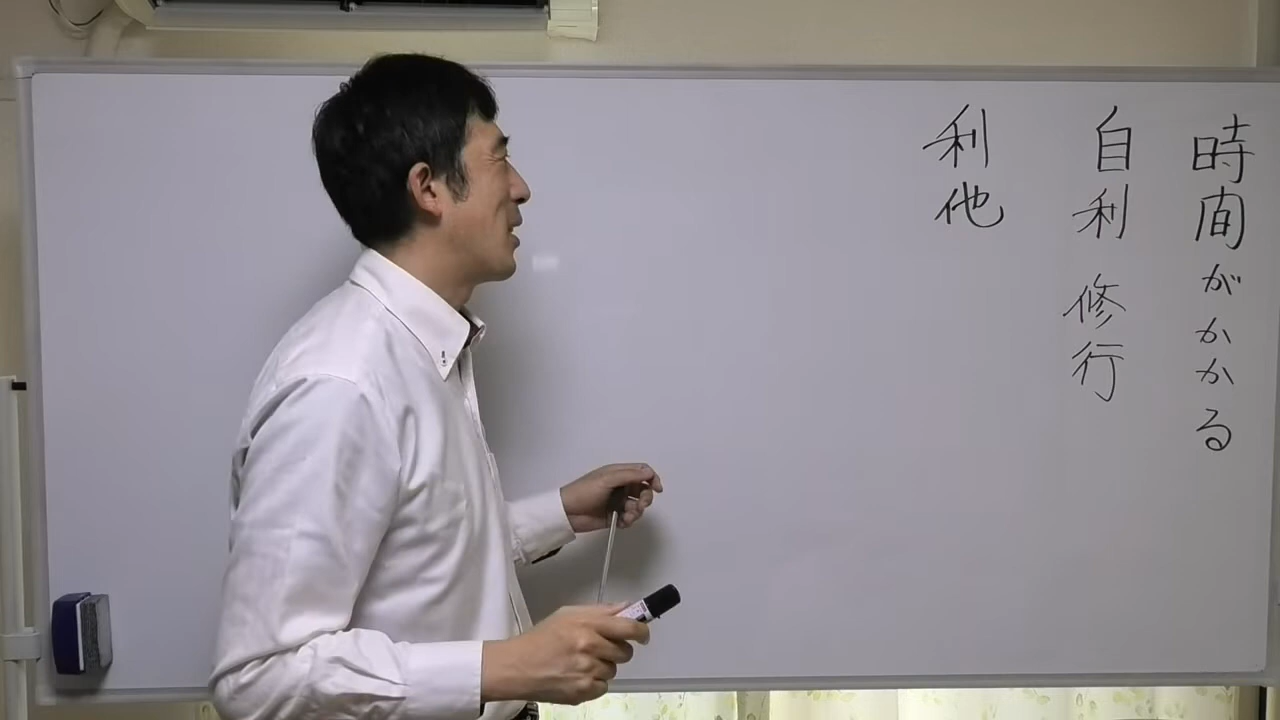 時間がかかる
自利 修行
利他